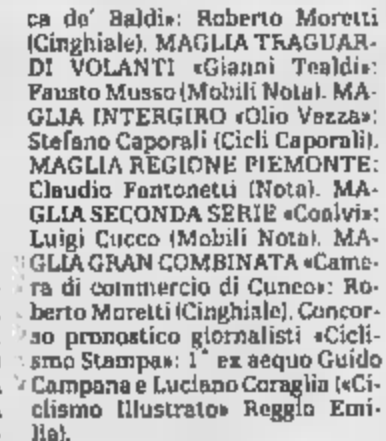 ca de' Baldi»: Roberto Moretti
(Cinghiale). MAGLIA TRAGUAR-
DI VOLANTI «Gianni Tealdi»:
Fausto Musso (Mobili Nota). MA-
GLIA INTERGIRO «Olio Vezza»:
Stefano Caporali (Cicli Caporali).
MAGLIA REGIONE PIEMONTE:
Claudio Fantonetti (Nota). MA-
GLIA SECONDA SERIE «Coalvi»:
Luigi Cucco (Mobili Nota). MA-
GLIA GRAN COMBINATA «Came-
ra di commercio di Cuneo»: Ro-
berto Moretti (Cinghiale). Concor-
so pronostico giornalisti «Cicli-
smo Stampa»: 1° ex aequo Guido
Campana e Luciano Coraglia («Ci-
clismo Illustrato» Reggio Emi-
lia).